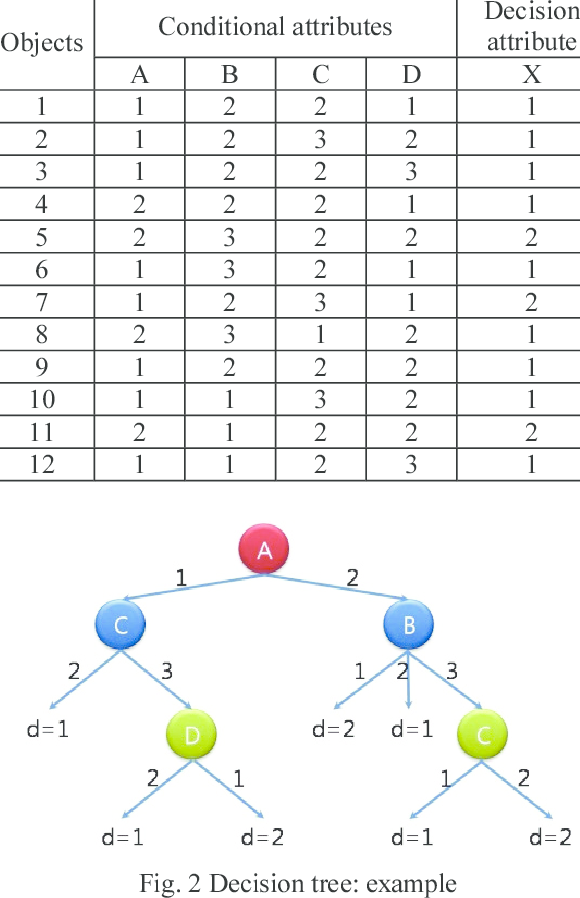 Objects Conditional attributes Decision attribute
A B C D X
1 1 2 2 1 1
2 1 2 3 2 1
3 1 2 2 3 1
4 2 2 2 1 1
5 2 3 2 2 2
6 1 3 2 1 1
7 1 2 3 1 2
8 2 3 1 2 1
9 1 2 2 2 1
10 1 1 3 2 1
11 2 1 2 2 2
12 1 1 2 3 1
A
1 2
C B
2 3 1 2 3
d=1 D d=2 d=1 C
2 1 1 2
d=1 d=2 d=1 d=2
Fig. 2 Decision tree: example